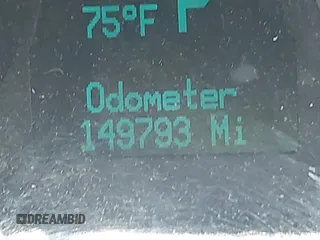 75°F P
Odometer
149793 Mi
DREAMBID